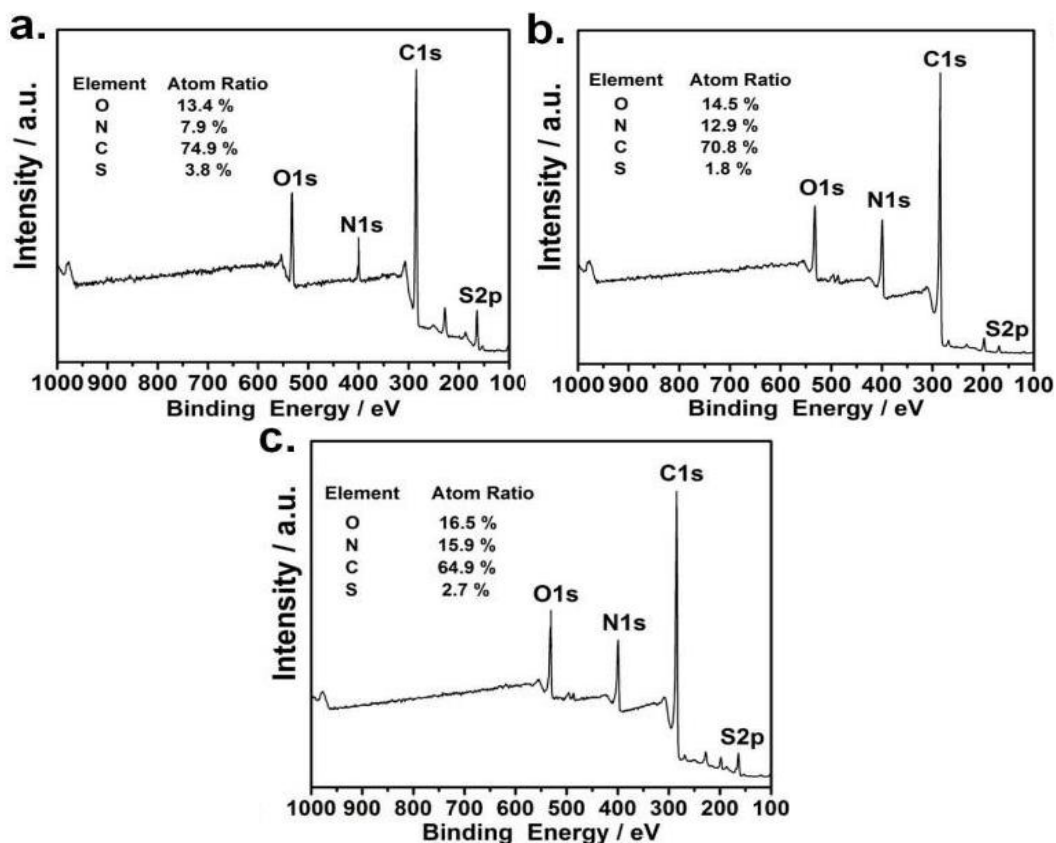 a.
Intensity / a.u.
Element Atom Ratio
O 13.4 %
N 7.9 %
C 74.9 %
S 3.8 %
O1s
N1s
C1s
S2p
1000 900 800 700 600 500 400 300 200 100
Binding Energy / eV
b.
Intensity / a.u.
Element Atom Ratio
O 14.5 %
N 12.9 %
C 70.8 %
S 1.8 %
O1s
N1s
C1s
S2p
1000 900 800 700 600 500 400 300 200 100
Binding Energy / eV
c.
Intensity / a.u.
Element Atom Ratio
O 16.5 %
N 15.9 %
C 64.9 %
S 2.7 %
O1s
N1s
C1s
S2p
1000 900 800 700 600 500 400 300 200 100
Binding Energy / eV